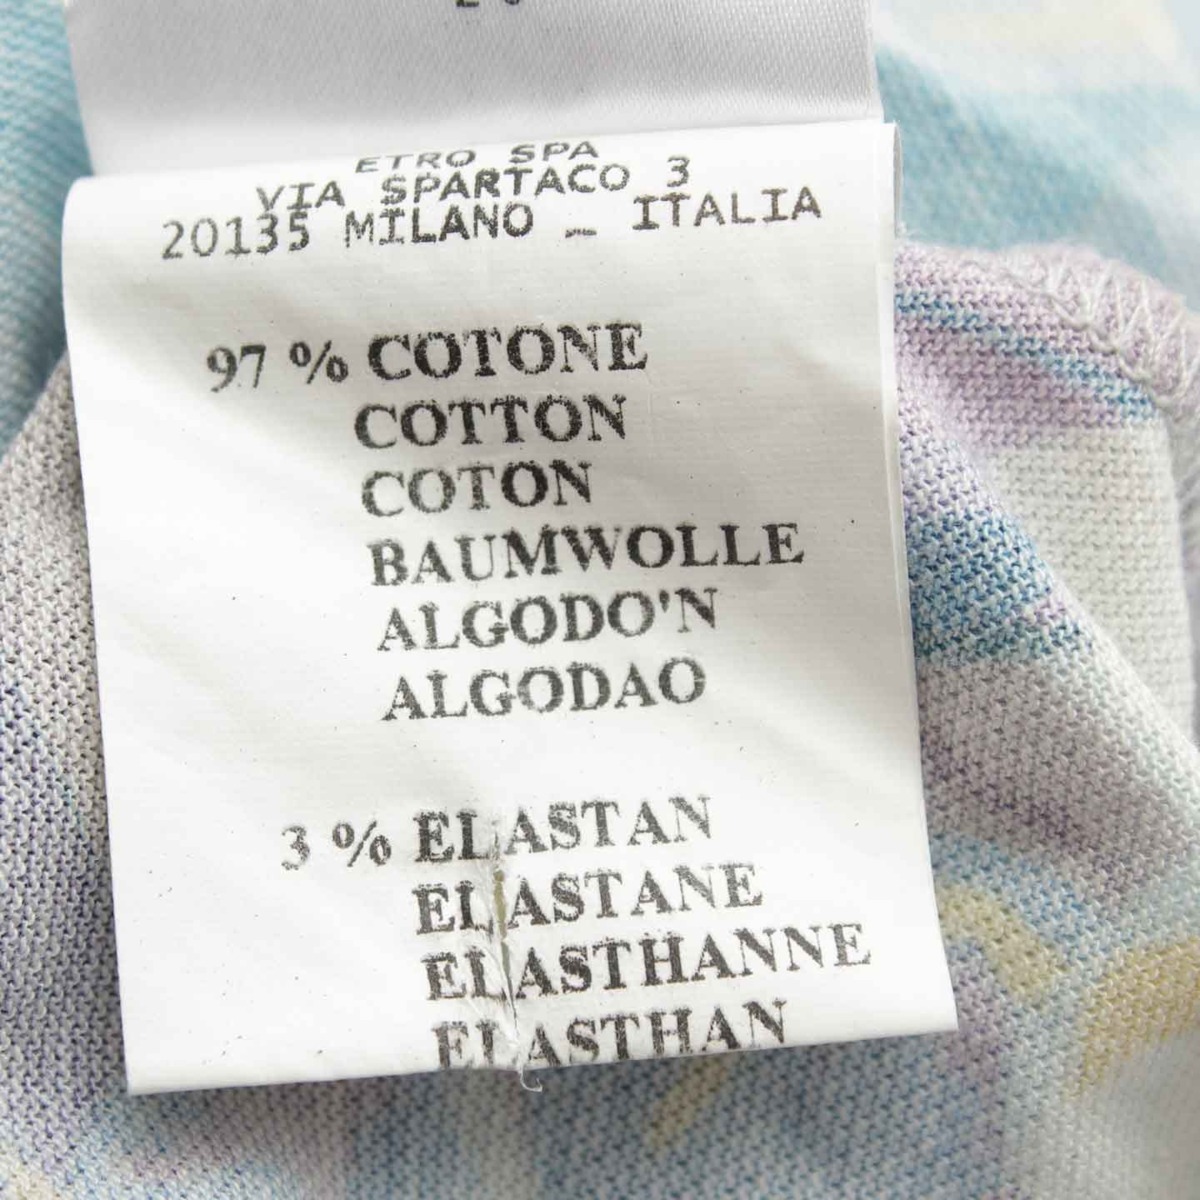 ETRO SPA
VIA SPARTACO 3
20135 MILANO _ ITALIA
97 % COTONE
COTTON
COTON
BAUMWOLLE
ALGODO'N
ALGODAO
3 % ELASTAN
ELASTANE
ELASTHANNE
ELASTHAN